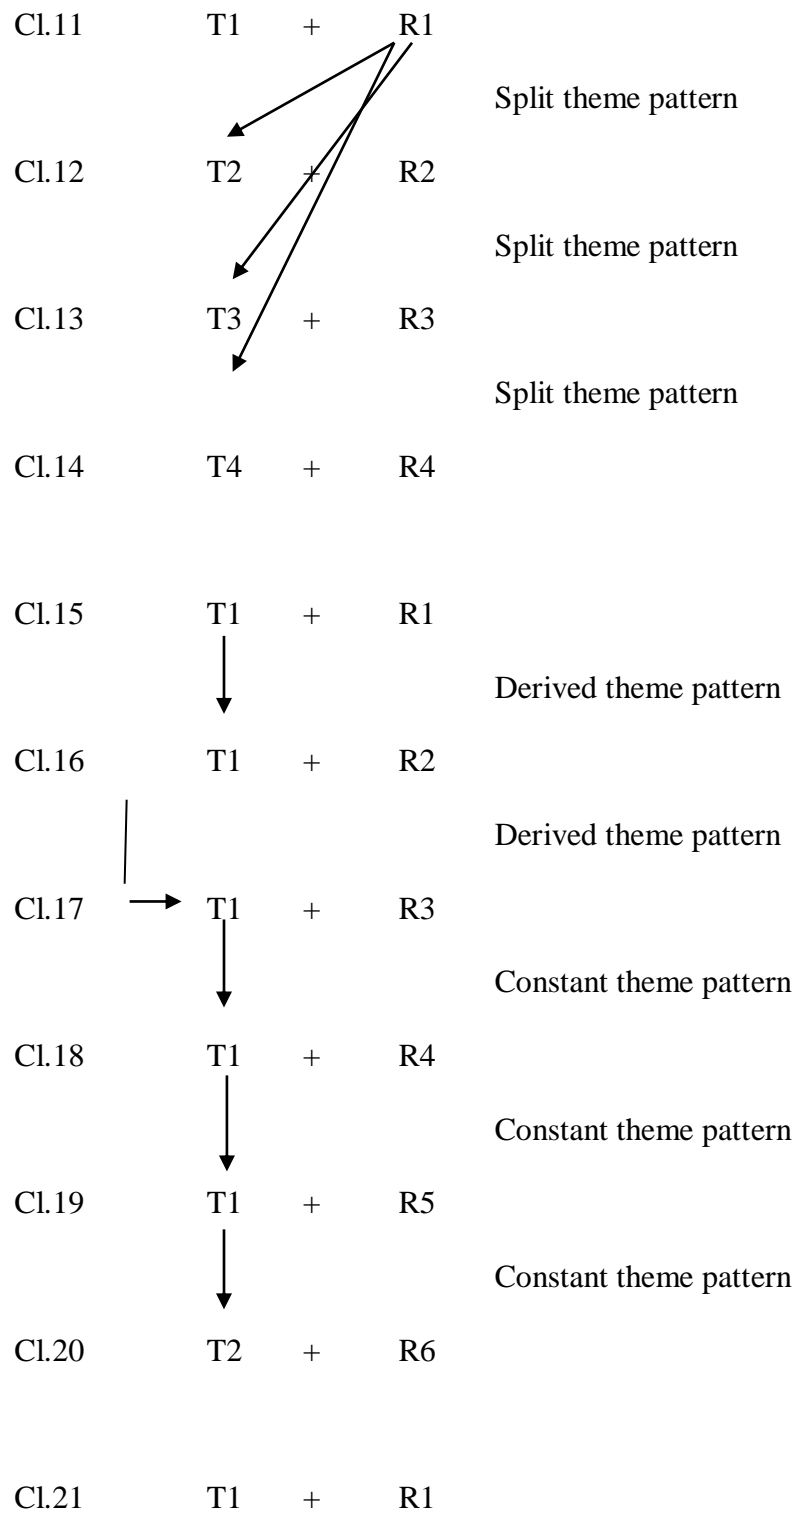 Cl.11 T1 + R1
Split theme pattern
Cl.12 T2 + R2
Split theme pattern
Cl.13 T3 + R3
Split theme pattern
Cl.14 T4 + R4
Cl.15 T1 + R1
Derived theme pattern
Cl.16 T1 + R2
Derived theme pattern
Cl.17 T1 + R3
Constant theme pattern
Cl.18 T1 + R4
Constant theme pattern
Cl.19 T1 + R5
Constant theme pattern
Cl.20 T2 + R6
Cl.21 T1 + R1